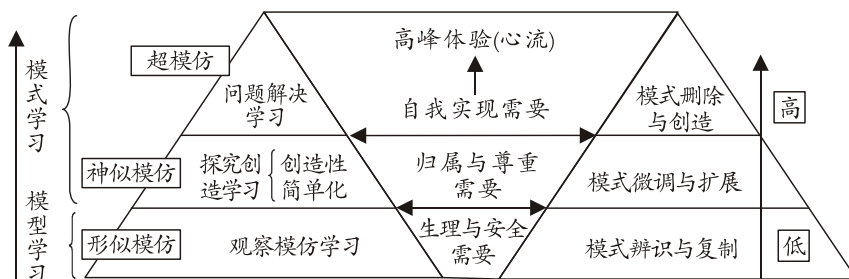 模式学习
模型学习
超模仿
神似模仿
形似模仿
问题解决
学习
探究创
造学习
创造性
简单化
观察模仿学习
高峰体验(心流)
自我实现需要
归属与尊重
需要
生理与安全
需要
模式删除
与创造
模式微调与扩展
模式辨识与复制
高
低